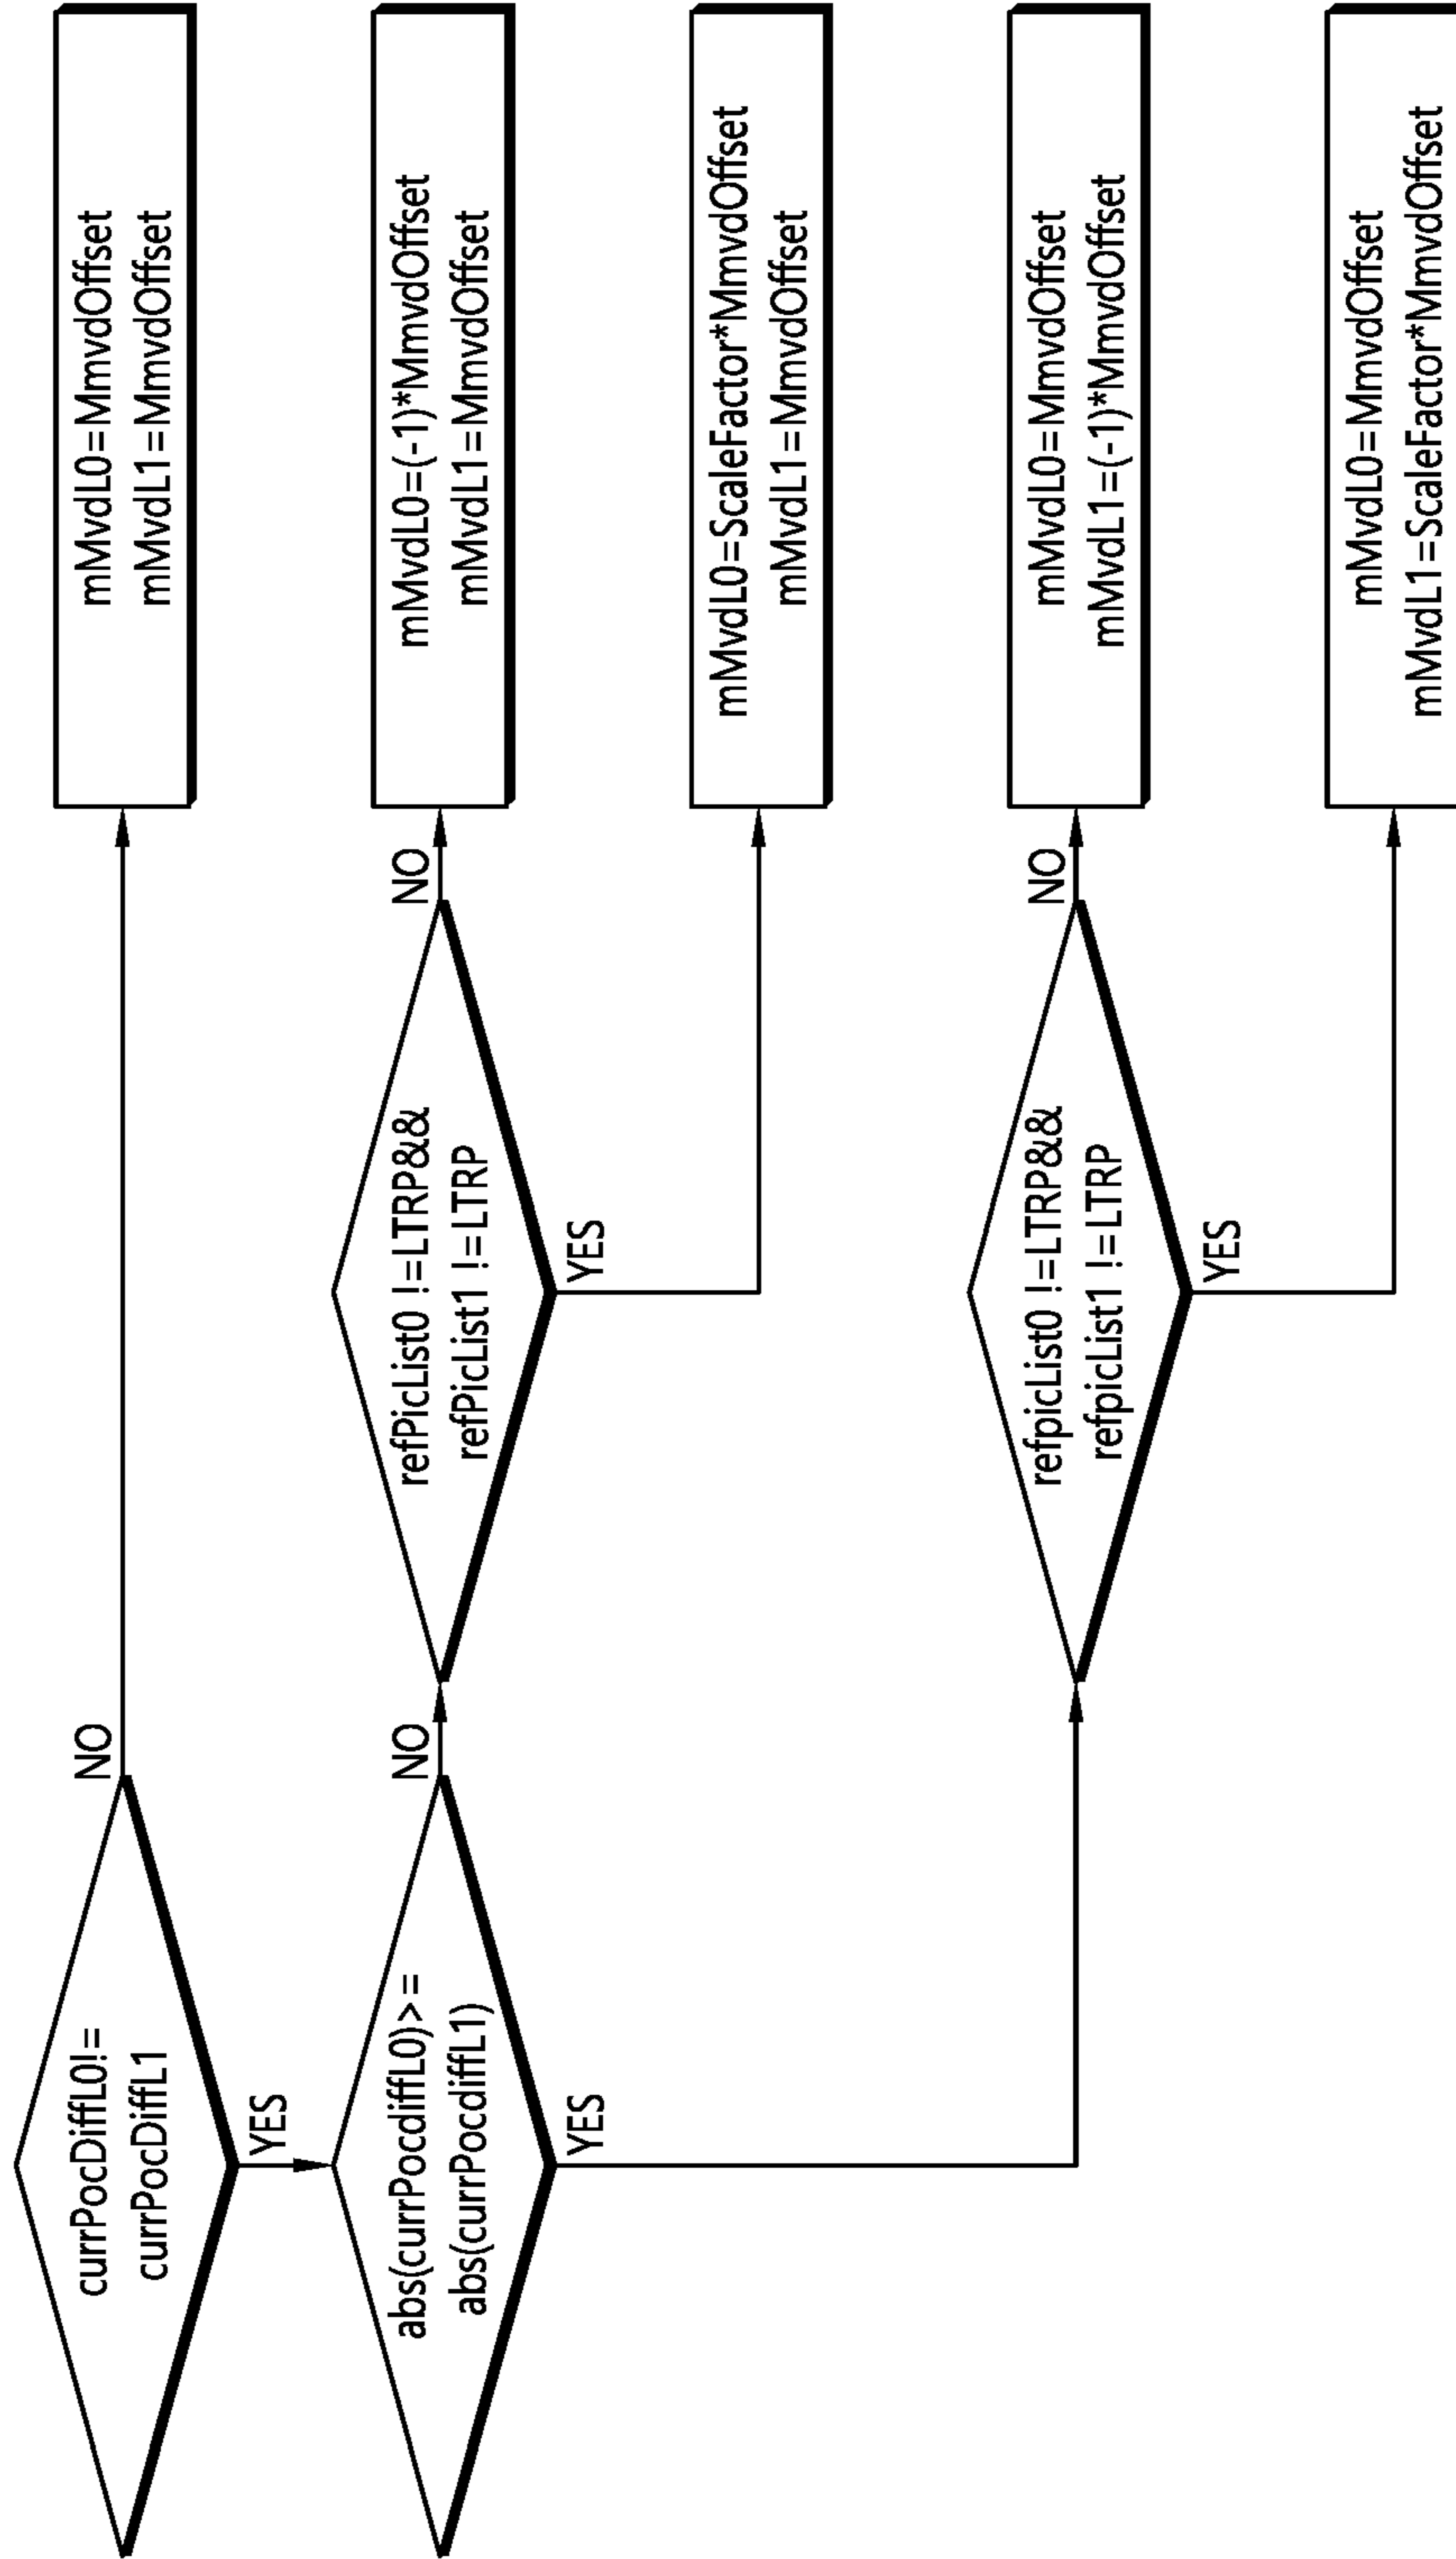 currPocDiffL0!=
currPocDiffL1
NO
YES
mMvdL0=MmvdOffset
mMvdL1=MmvdOffset
abs(currPocdiffL0)>=
abs(currPocdiffL1)
NO
YES
refPicList0 !=LTRP&&
refPicList1 !=LTRP
NO
YES
mMvdL0=(-1)*MmvdOffset
mMvdL1=MmvdOffset
mMvdL0=ScaleFactor*MmvdOffset
mMvdL1=MmvdOffset
refpicList0 !=LTRP&&
refpicList1 !=LTRP
NO
YES
mMvdL0=MmvdOffset
mMvdL1=(-1)*MmvdOffset
mMvdL0=MmvdOffset
mMvdL1=ScaleFactor*MmvdOffset